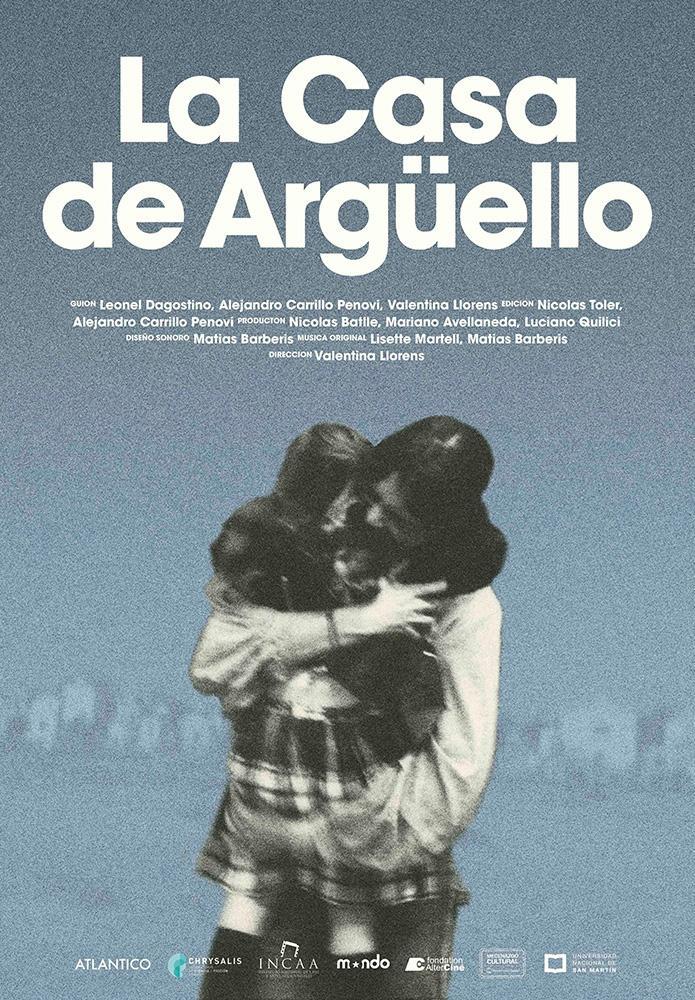 La Casa
de Argüello
GUION Leonel Dagostino, Alejandro Carrillo Penovi, Valentina Llorens EDICION Nicolas Toler,
Alejandro Carrillo Penovi PRODUCTON Nicolas Batlle, Mariano Avellaneda, Luciano Quilici
DISEÑO SONORO Matias Barberis MUSICA ORIGINAL Lisette Martell, Matias Barberis
DIRECCION Valentina Llorens
ATLANTICO
CHRYSALIS
INCAA
m★ndo
fondation
AlterCiné
MECENAZGO
CULTURAL
UNIVERSIDAD
NACIONAL DE
SAN MARTÍN